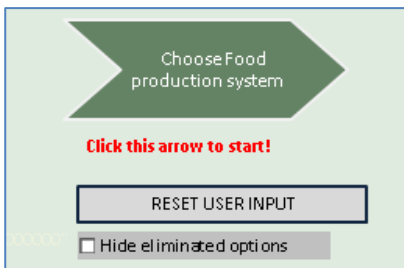 Choose Food
production system
Click this arrow to start!
RESET USER INPUT
Hide eliminated options